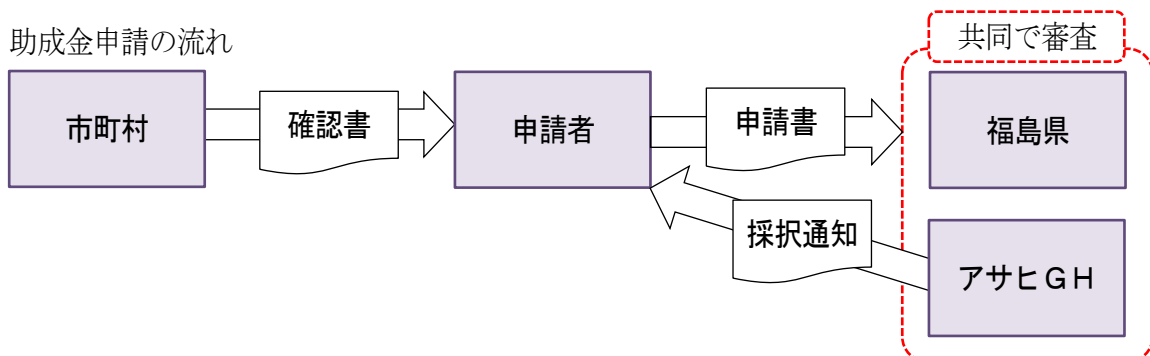 共同で審査
助成金申請の流れ
市町村
確認書
申請者
申請書
福島県
採択通知
アサヒＧＨ